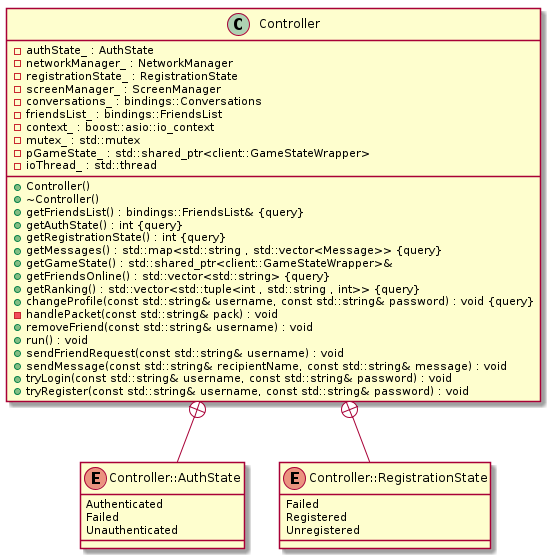 C Controller
authState_ : AuthState
networkManager_ : NetworkManager
registrationState_ : RegistrationState
screenManager_ : ScreenManager
conversations_ : bindings::Conversations
friendsList_ : bindings::FriendsList
context_ : boost::asio::io_context
mutex_ : std::mutex
pGameState_ : std::shared_ptr<client::GameStateWrapper>
ioThread_ : std::thread
Controller()
~Controller()
getFriendsList() : bindings::FriendsList& {query}
getAuthState() : int {query}
getRegistrationState() : int {query}
getMessages() : std::map<std::string , std::vector<Message>> {query}
getGameState() : std::shared_ptr<client::GameStateWrapper>&
getFriendsOnline() : std::vector<std::string> {query}
getRanking() : std::vector<std::tuple<int , std::string , int>> {query}
changeProfile(const std::string& username, const std::string& password) : void {query}
handlePacket(const std::string& pack) : void
removeFriend(const std::string& username) : void
run() : void
sendFriendRequest(const std::string& username) : void
sendMessage(const std::string& recipientName, const std::string& message) : void
tryLogin(const std::string& username, const std::string& password) : void
tryRegister(const std::string& username, const std::string& password) : void
E Controller::AuthState
Authenticated
Failed
Unauthenticated
E Controller::RegistrationState
Failed
Registered
Unregistered